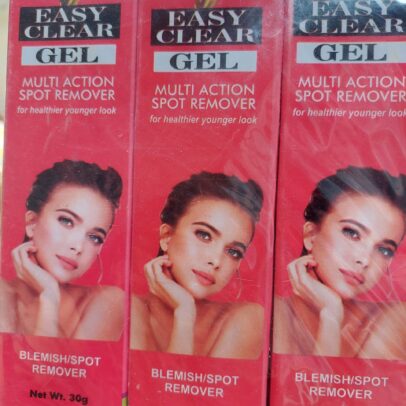 EASY
CLEAR
GEL
MULTI ACTION
SPOT REMOVER
for healthier younger look
BLEMISH/SPOT
REMOVER
Net Wt. 30g
EASY
CLEAR
GEL
MULTI ACTION
SPOT REMOVER
for healthier younger look
BLEMISH/SPOT
REMOVER
EASY
CLEAR
GEL
MULTI ACTION
SPOT REMOVER
for healthier younger look
BLEMISH/SPOT
REMOVER